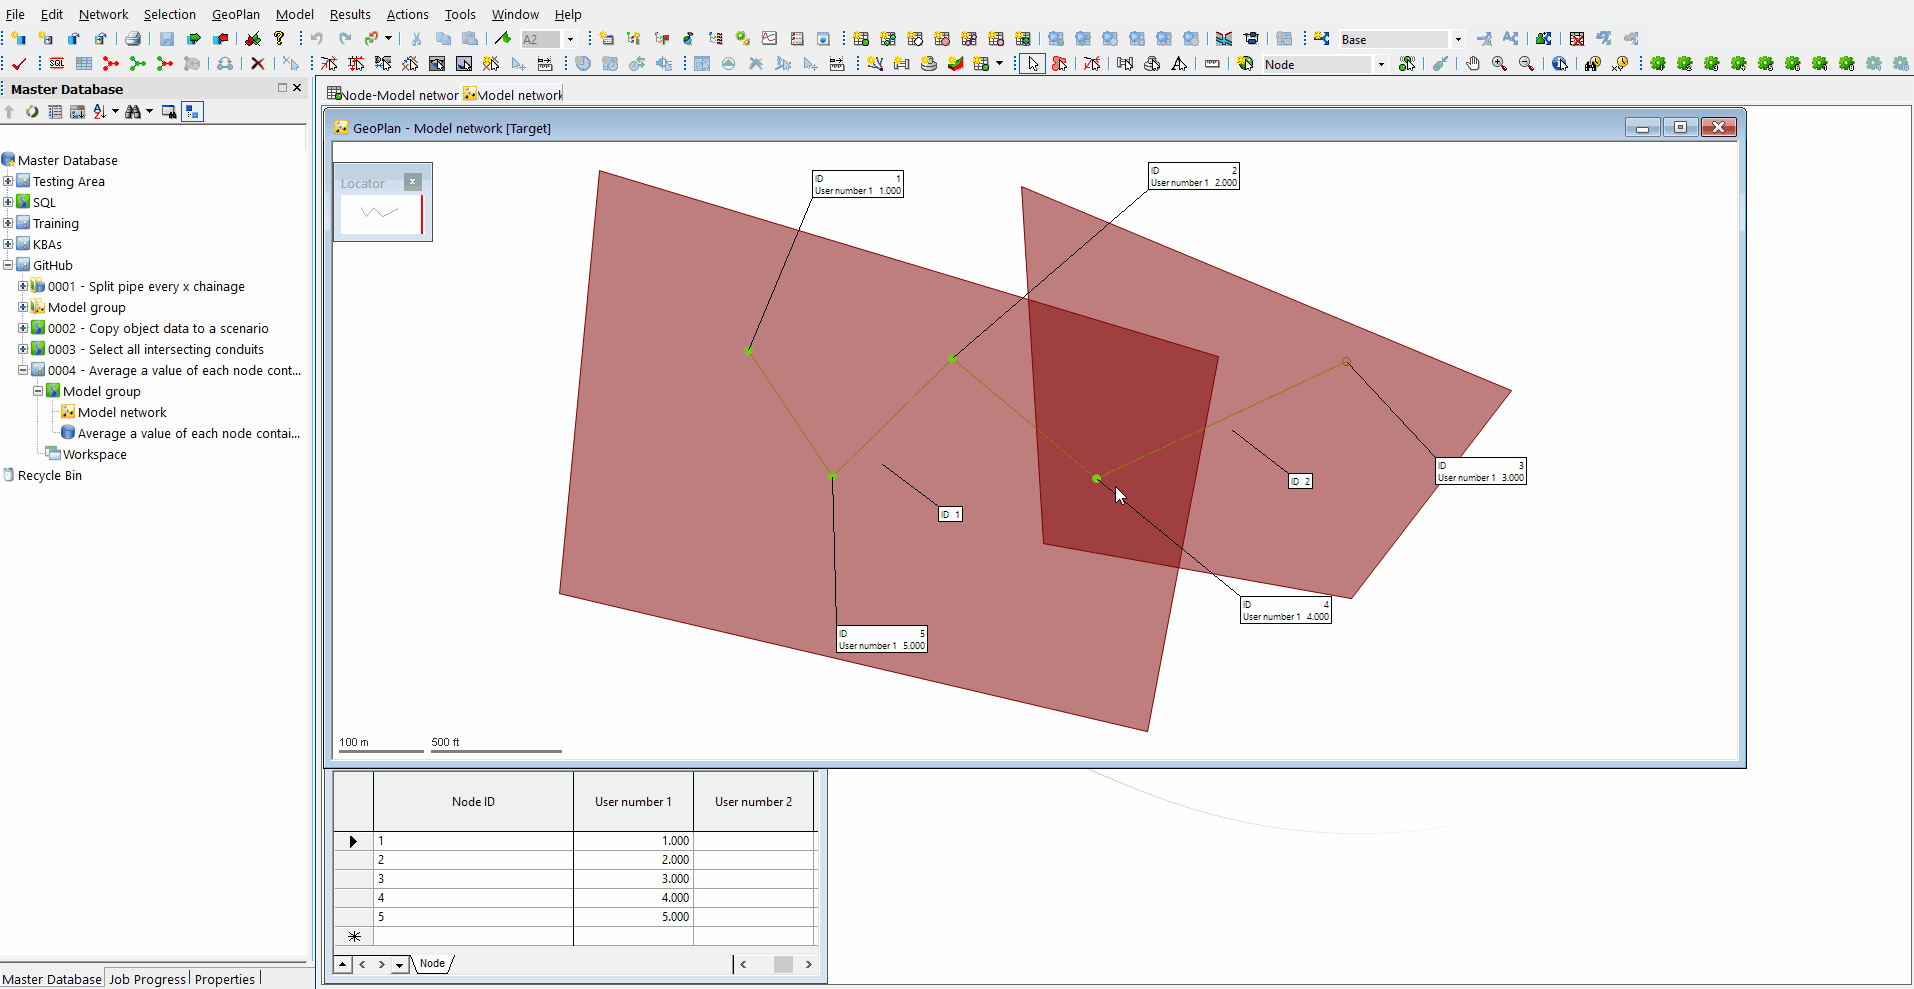 File Edit Network Selection GeoPlan Model Results Actions Tools Window Help
A2
Base
SQL
Node
Master Database
Node-Model networ
Model network
Master Database
Testing Area
SQL
Training
KBAs
GitHub
0001 - Split pipe every x chainage
Model group
0002 - Copy object data to a scenario
0003 - Select all intersecting conduits
0004 - Average a value of each node cont...
Model group
Model network
Average a value of each node contai...
Workspace
Recycle Bin
Master Database Job Progress Properties
GeoPlan - Model network [Target]
Locator
ID 1
User number 1 1.000
ID 2
User number 1 2.000
ID 3
User number 1 3.000
ID 2
ID 1
ID 4
User number 1 4.000
ID 5
User number 1 5.000
100 m
500 ft
Node ID User number 1 User number 2
1 1.000
2 2.000
3 3.000
4 4.000
5 5.000
Node